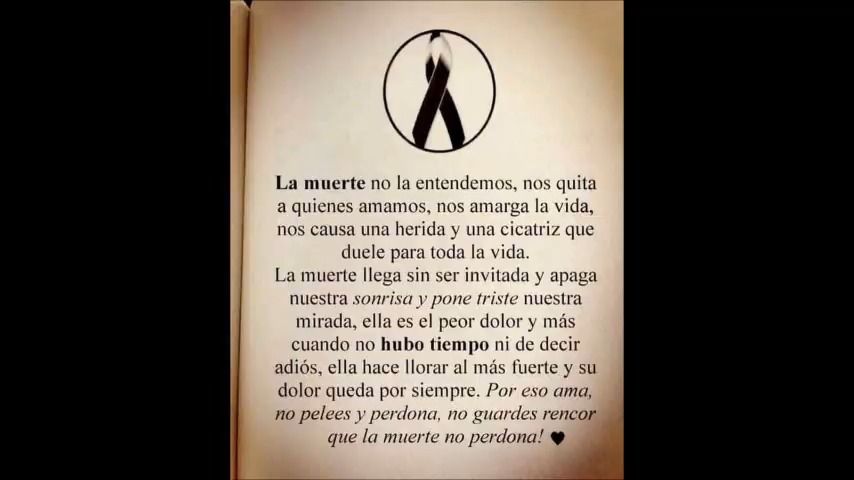 La muerte no la entendemos, nos quita
a quienes amamos, nos amarga la vida,
nos causa una herida y una cicatriz que
duele para toda la vida.
La muerte llega sin ser invitada y apaga
nuestra sonrisa y pone triste nuestra
mirada, ella es el peor dolor y más
cuando no hubo tiempo ni de decir
adiós, ella hace llorar al más fuerte y su
dolor queda por siempre. Por eso ama,
no pelees y perdona, no guardes rencor
que la muerte no perdona! ♥